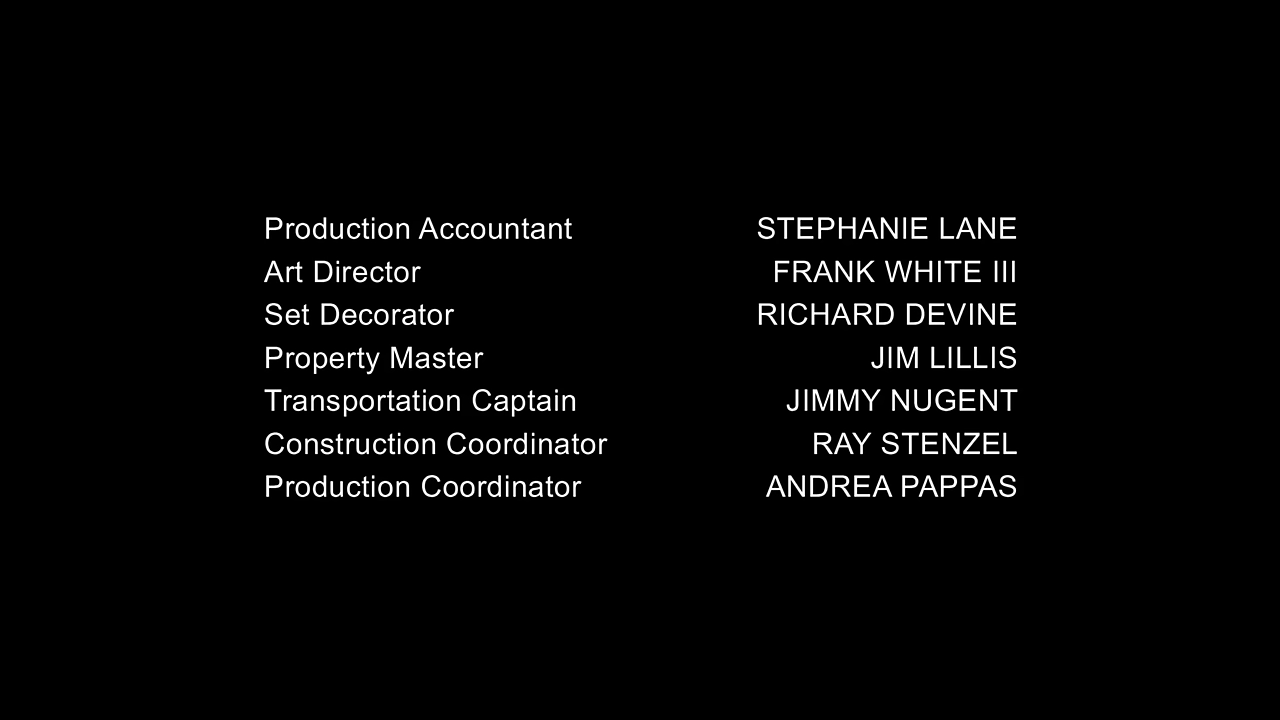 Production Accountant STEPHANIE LANE
Art Director FRANK WHITE III
Set Decorator RICHARD DEVINE
Property Master JIM LILLIS
Transportation Captain JIMMY NUGENT
Construction Coordinator RAY STENZEL
Production Coordinator ANDREA PAPPAS